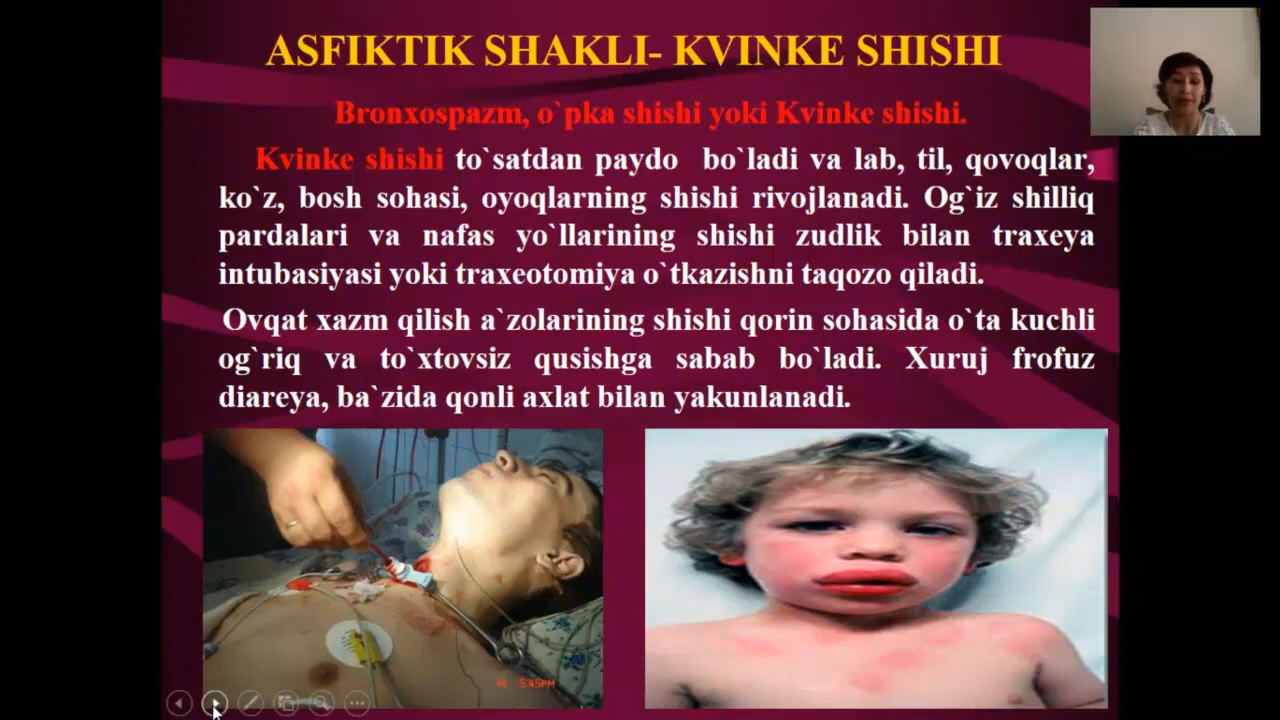 ASFIKTIK SHAKLI- KVINKE SHISHI
Bronxospazm, o`pka shishi yoki Kvinke shishi.
Kvinke shishi to`satdan paydo bo`ladi va lab, til, qovoqlar,
ko`z, bosh sohasi, oyoqlarning shishi rivojlanadi. Og`iz shilliq
pardalari va nafas yo`llarining shishi zudlik bilan traxeya
intubasiyasi yoki traxeotomiya o`tkazishni taqozo qiladi.
Ovqat xazm qilish a`zolarining shishi qorin sohasida o`ta kuchli
og`riq va to`xtovsiz qusishga sabab bo`ladi. Xuruj frofuz
diareya, ba`zida qonli axlat bilan yakunlanadi.
5:45PM